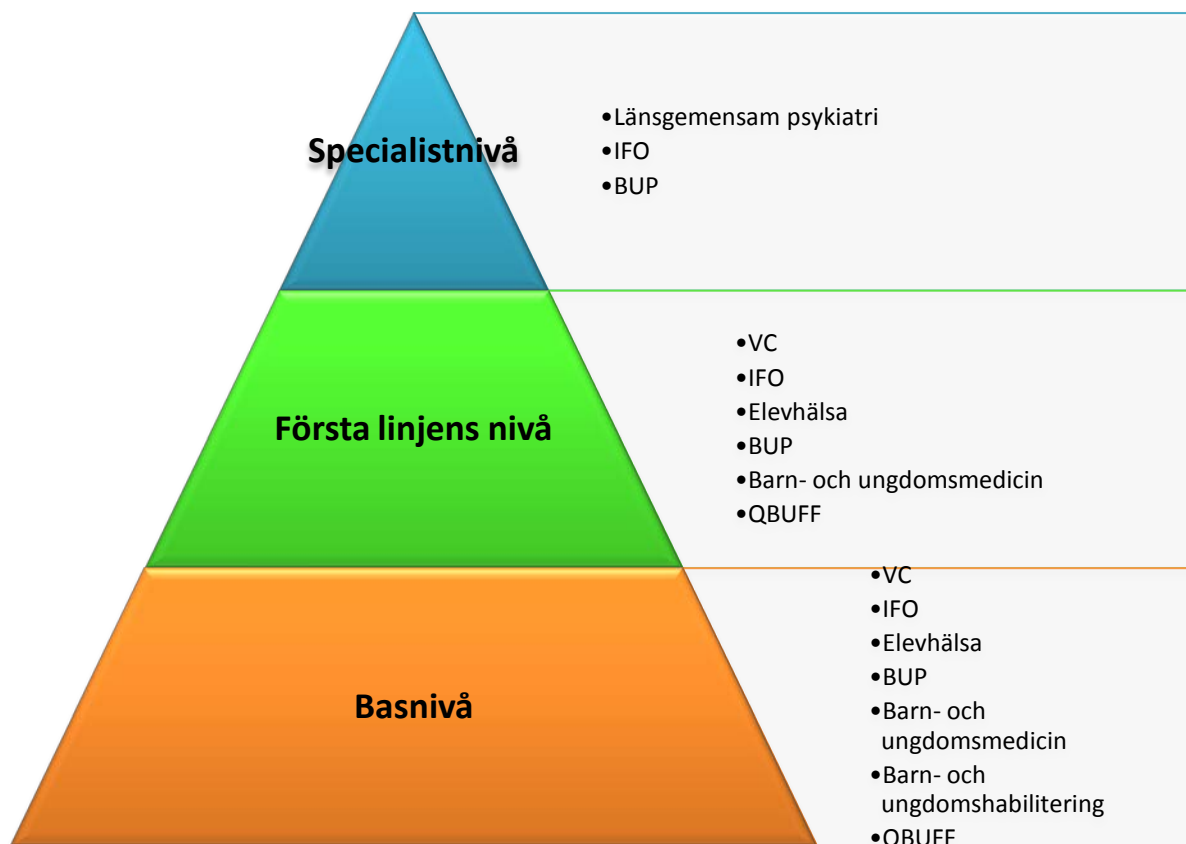 Specialistnivå
•Länsgemensam psykiatri
•IFO
•BUP
Första linjens nivå
•VC
•IFO
•Elevhälsa
•BUP
•Barn- och ungdomsmedicin
•QBUFF
Basnivå
•VC
•IFO
•Elevhälsa
•BUP
•Barn- och
ungdomsmedicin
•Barn- och
ungdomshabilitering
•QBUFF